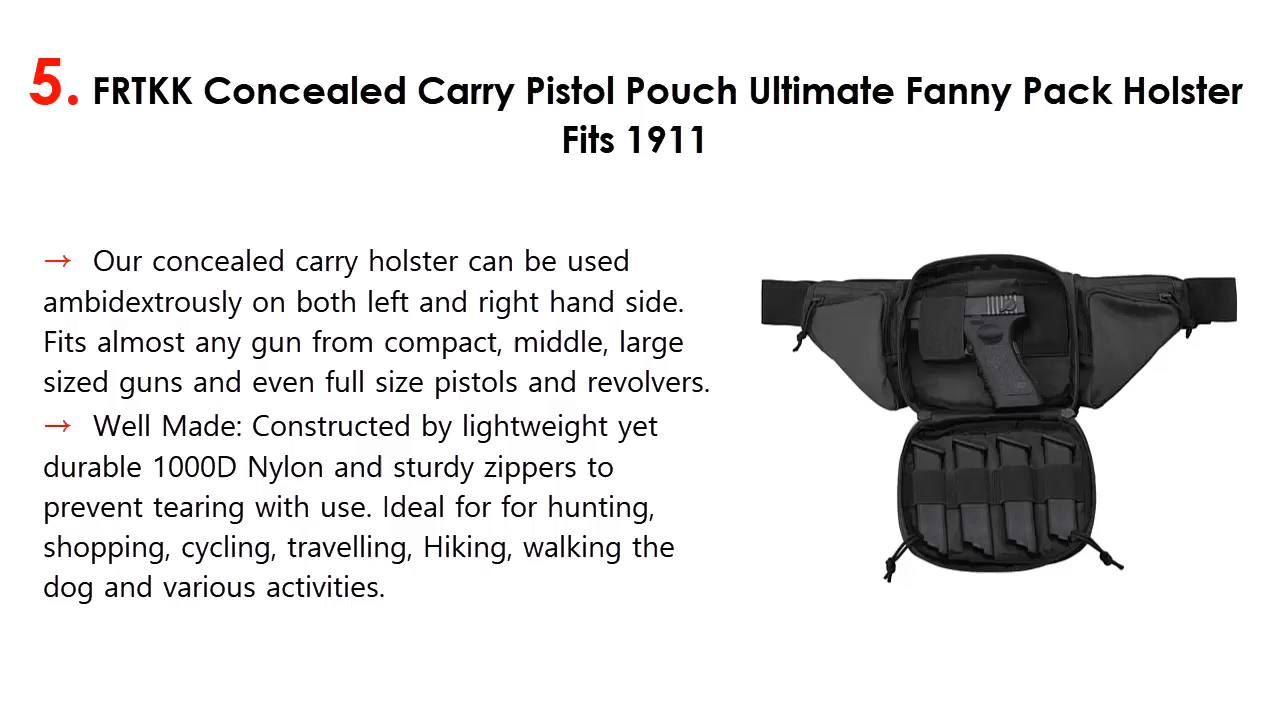 5. FRTKK Concealed Carry Pistol Pouch Ultimate Fanny Pack Holster
Fits 1911
→ Our concealed carry holster can be used
ambidextrously on both left and right hand side.
Fits almost any gun from compact, middle, large
sized guns and even full size pistols and revolvers.
→ Well Made: Constructed by lightweight yet
durable 1000D Nylon and sturdy zippers to
prevent tearing with use. Ideal for for hunting,
shopping, cycling, travelling, Hiking, walking the
dog and various activities.